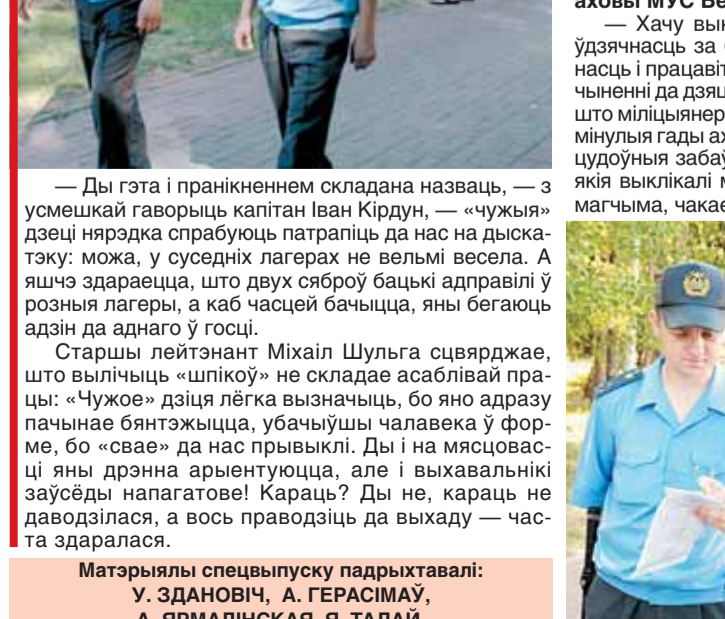 — Ды гэта і пранікненнем складана назваць, — з
усмешкай гаворыць капітан Іван Кірдун, — «чужыя»
дзеці нярэдка спрабуюць патрапіць да нас на дыска-
тэку: можа, у суседніх лагерах не вельмі весела. А
яшчэ здараецца, што двух сяброў бацькі адправілі ў
розныя лагеры, а каб часцей бачыцца, яны бегаюць
адзін да аднаго ў госці.
Старшы лейтэнант Міхаіл Шульга сцвярджае,
што вылічыць «шпікоў» не складае асаблівай пра-
цы: «Чужое» дзіця лёгка вызначыць, бо яно адразу
пачынае бянтэжыцца, убачыўшы чалавека ў фор-
ме, бо «свае» да нас прывыклі. Ды і на мясцовас-
ці яны дрэнна арыентуюцца, але і выхавальнікі
заўсёды напагатове! Караць? Ды не, караць не
даводзілася, а вось праводзіць да выхаду — час-
та здаралася.
Матэрыялы спецвыпуску падрыхтавалі:
У. ЗДАНОВІЧ, А. ГЕРАСІМАЎ,
А. ЯРМАЛІНСКАЯ, Я. ТАЛАЙ
аховы МУС Бе
— Хачу вык
ўдзячнасць за
насць і працавіт
чыненні да дзяц
што міліцыянер
мінулыя гады ах
цудоўныя забаў
якія выклікалі м
магчыма, чакае